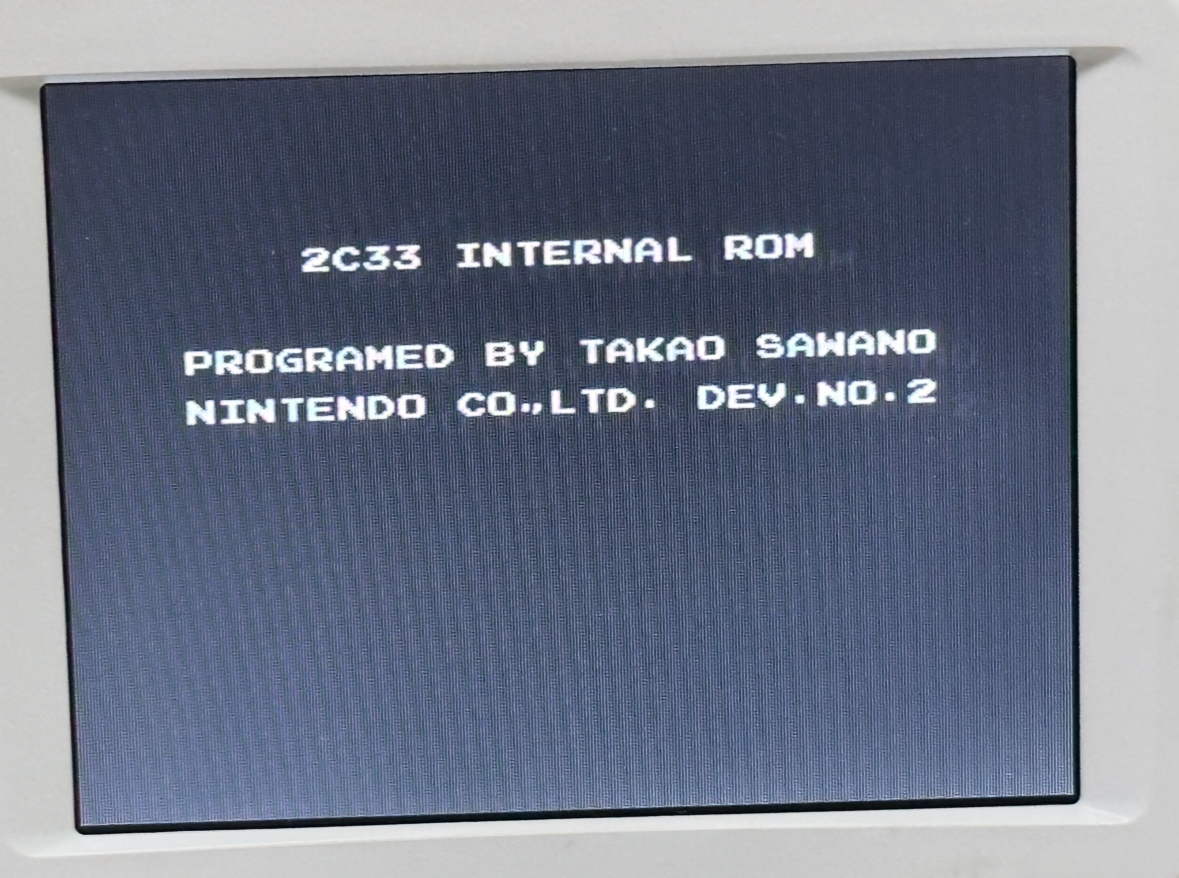 2C33 INTERNAL ROM
PROGRAMED BY TAKAO SAWANO
NINTENDO CO.,LTD. DEV.NO.2